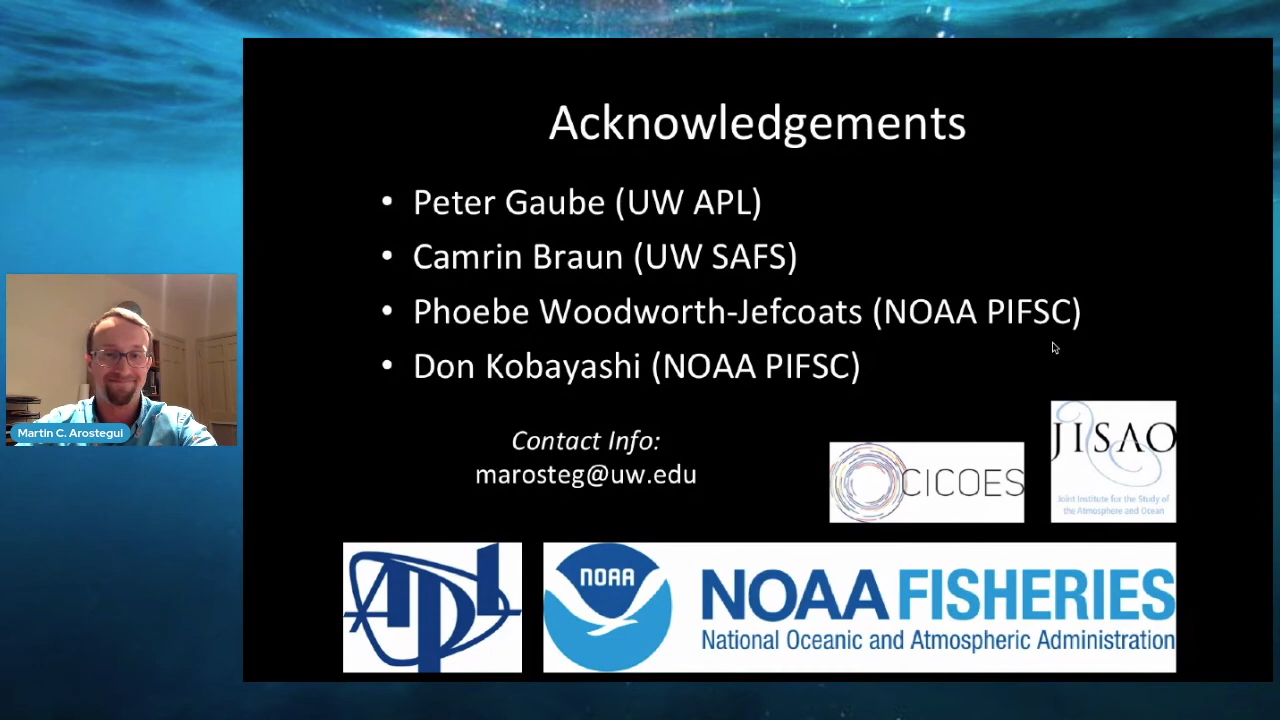 Acknowledgements
• Peter Gaube (UW APL)
• Camrin Braun (UW SAFS)
• Phoebe Woodworth-Jefcoats (NOAA PIFSC)
• Don Kobayashi (NOAA PIFSC)
Martin C. Arostegui
Contact Info:
marosteg@uw.edu
CICOES
JISAO
Joint Institute for the Study of
the Atmosphere and Ocean
APL
NOAA
NOAA FISHERIES
National Oceanic and Atmospheric Administration